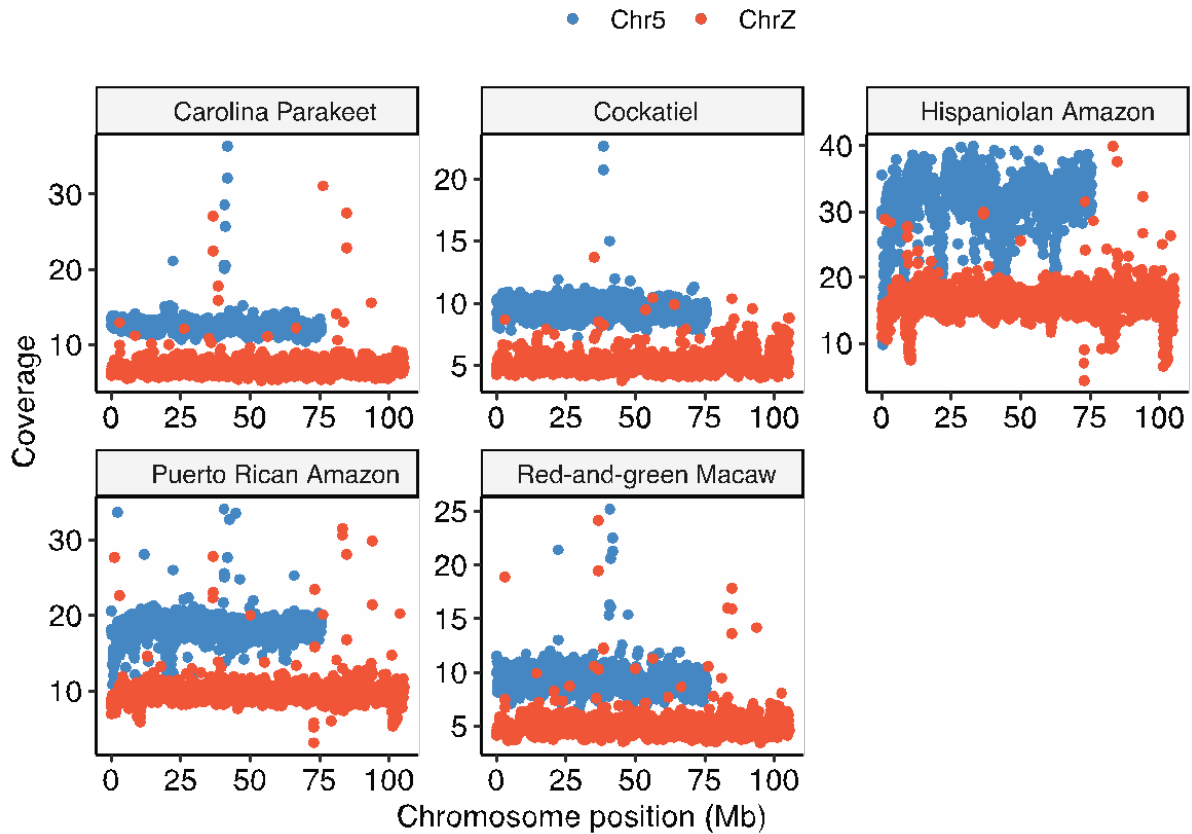 Chr5 ChrZ
Carolina Parakeet Cockatiel Hispaniolan Amazon
30
20
10
20
15
10
5
40
30
20
10
0 25 50 75 100
0 25 50 75 100
0 25 50 75 100
Coverage
Puerto Rican Amazon Red-and-green Macaw
30
20
10
25
20
15
10
5
0 25 50 75 100
0 25 50 75 100
Chromosome position (Mb)